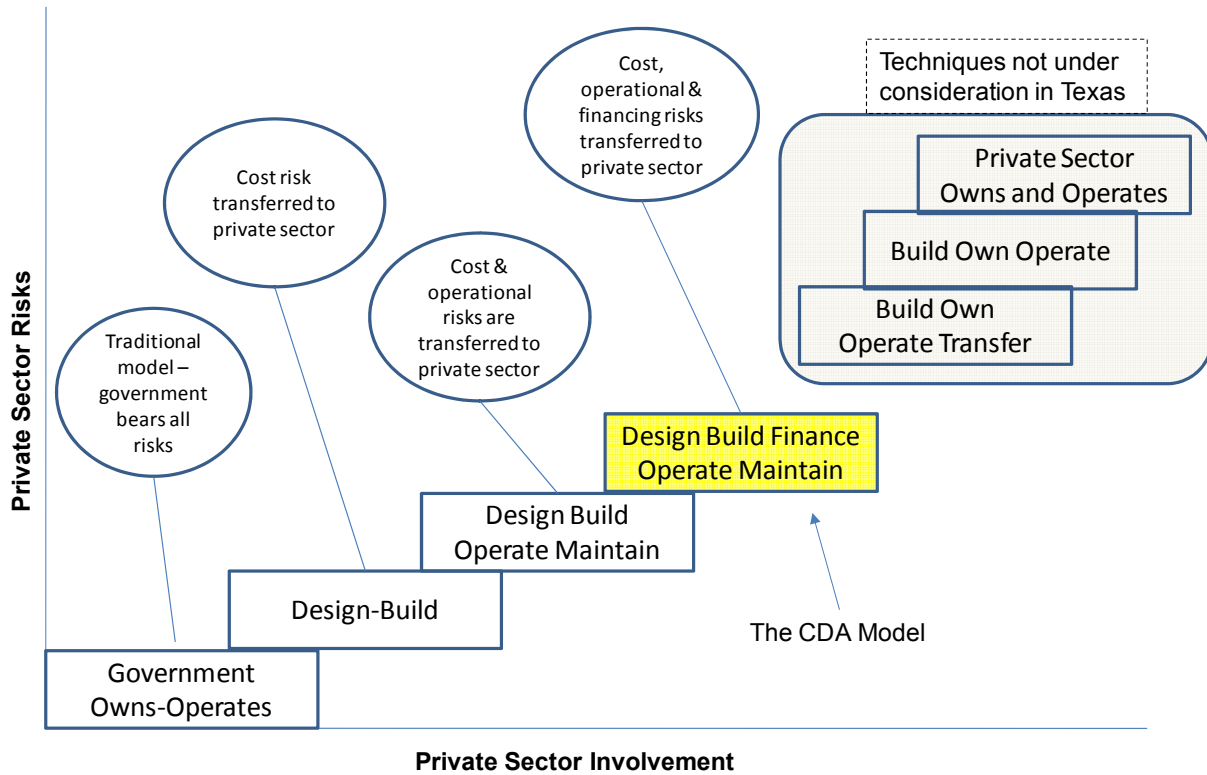 Techniques not under
consideration in Texas
Private Sector
Owns and Operates
Build Own Operate
Build Own
Operate Transfer
Cost,
operational &
financing risks
transferred to
private sector
Cost risk
transferred to
private sector
Cost &
operational
risks are
transferred to
private sector
Traditional
model –
government
bears all
risks
Design Build Finance
Operate Maintain
Design Build
Operate Maintain
Design-Build
Government
Owns-Operates
The CDA Model
Private Sector Risks
Private Sector Involvement